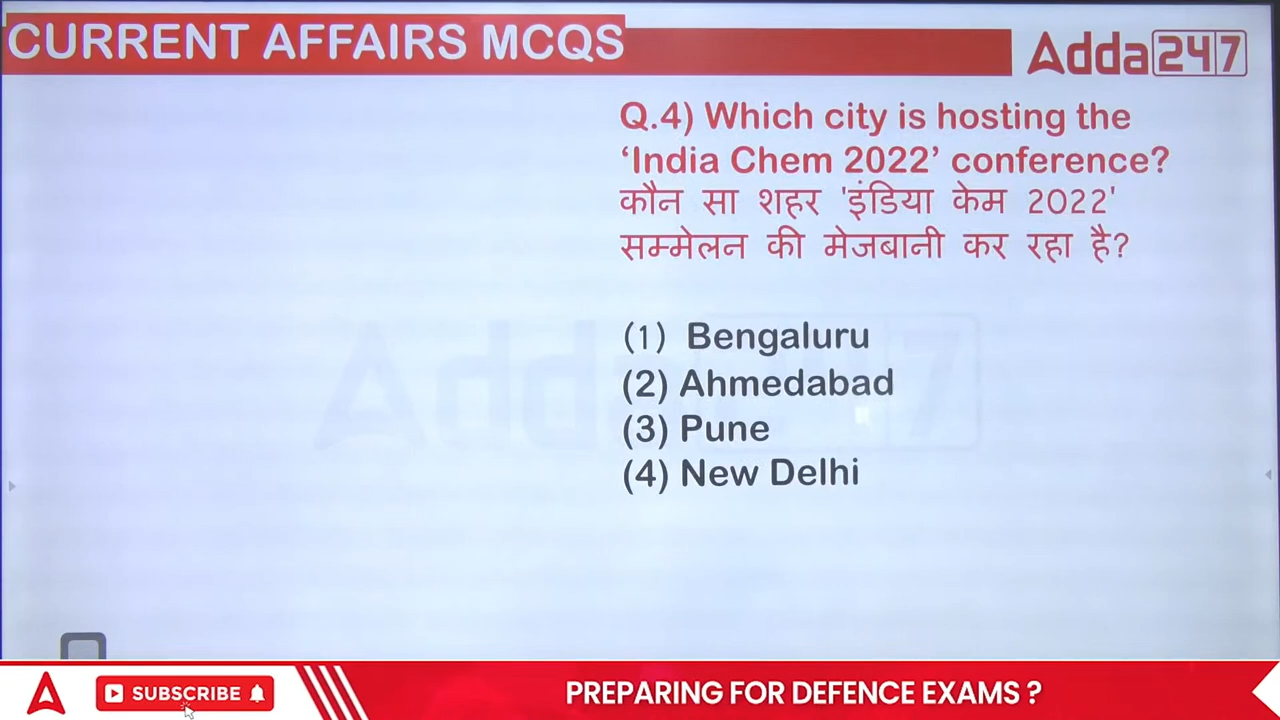 CURRENT AFFAIRS MCQS
Adda247
Q.4) Which city is hosting the
‘India Chem 2022’ conference?
कौन सा शहर 'इंडिया केम 2022'
सम्मेलन की मेजबानी कर रहा है?
(1) Bengaluru
(2) Ahmedabad
(3) Pune
(4) New Delhi
Adda247
SUBSCRIBE
PREPARING FOR DEFENCE EXAMS ?